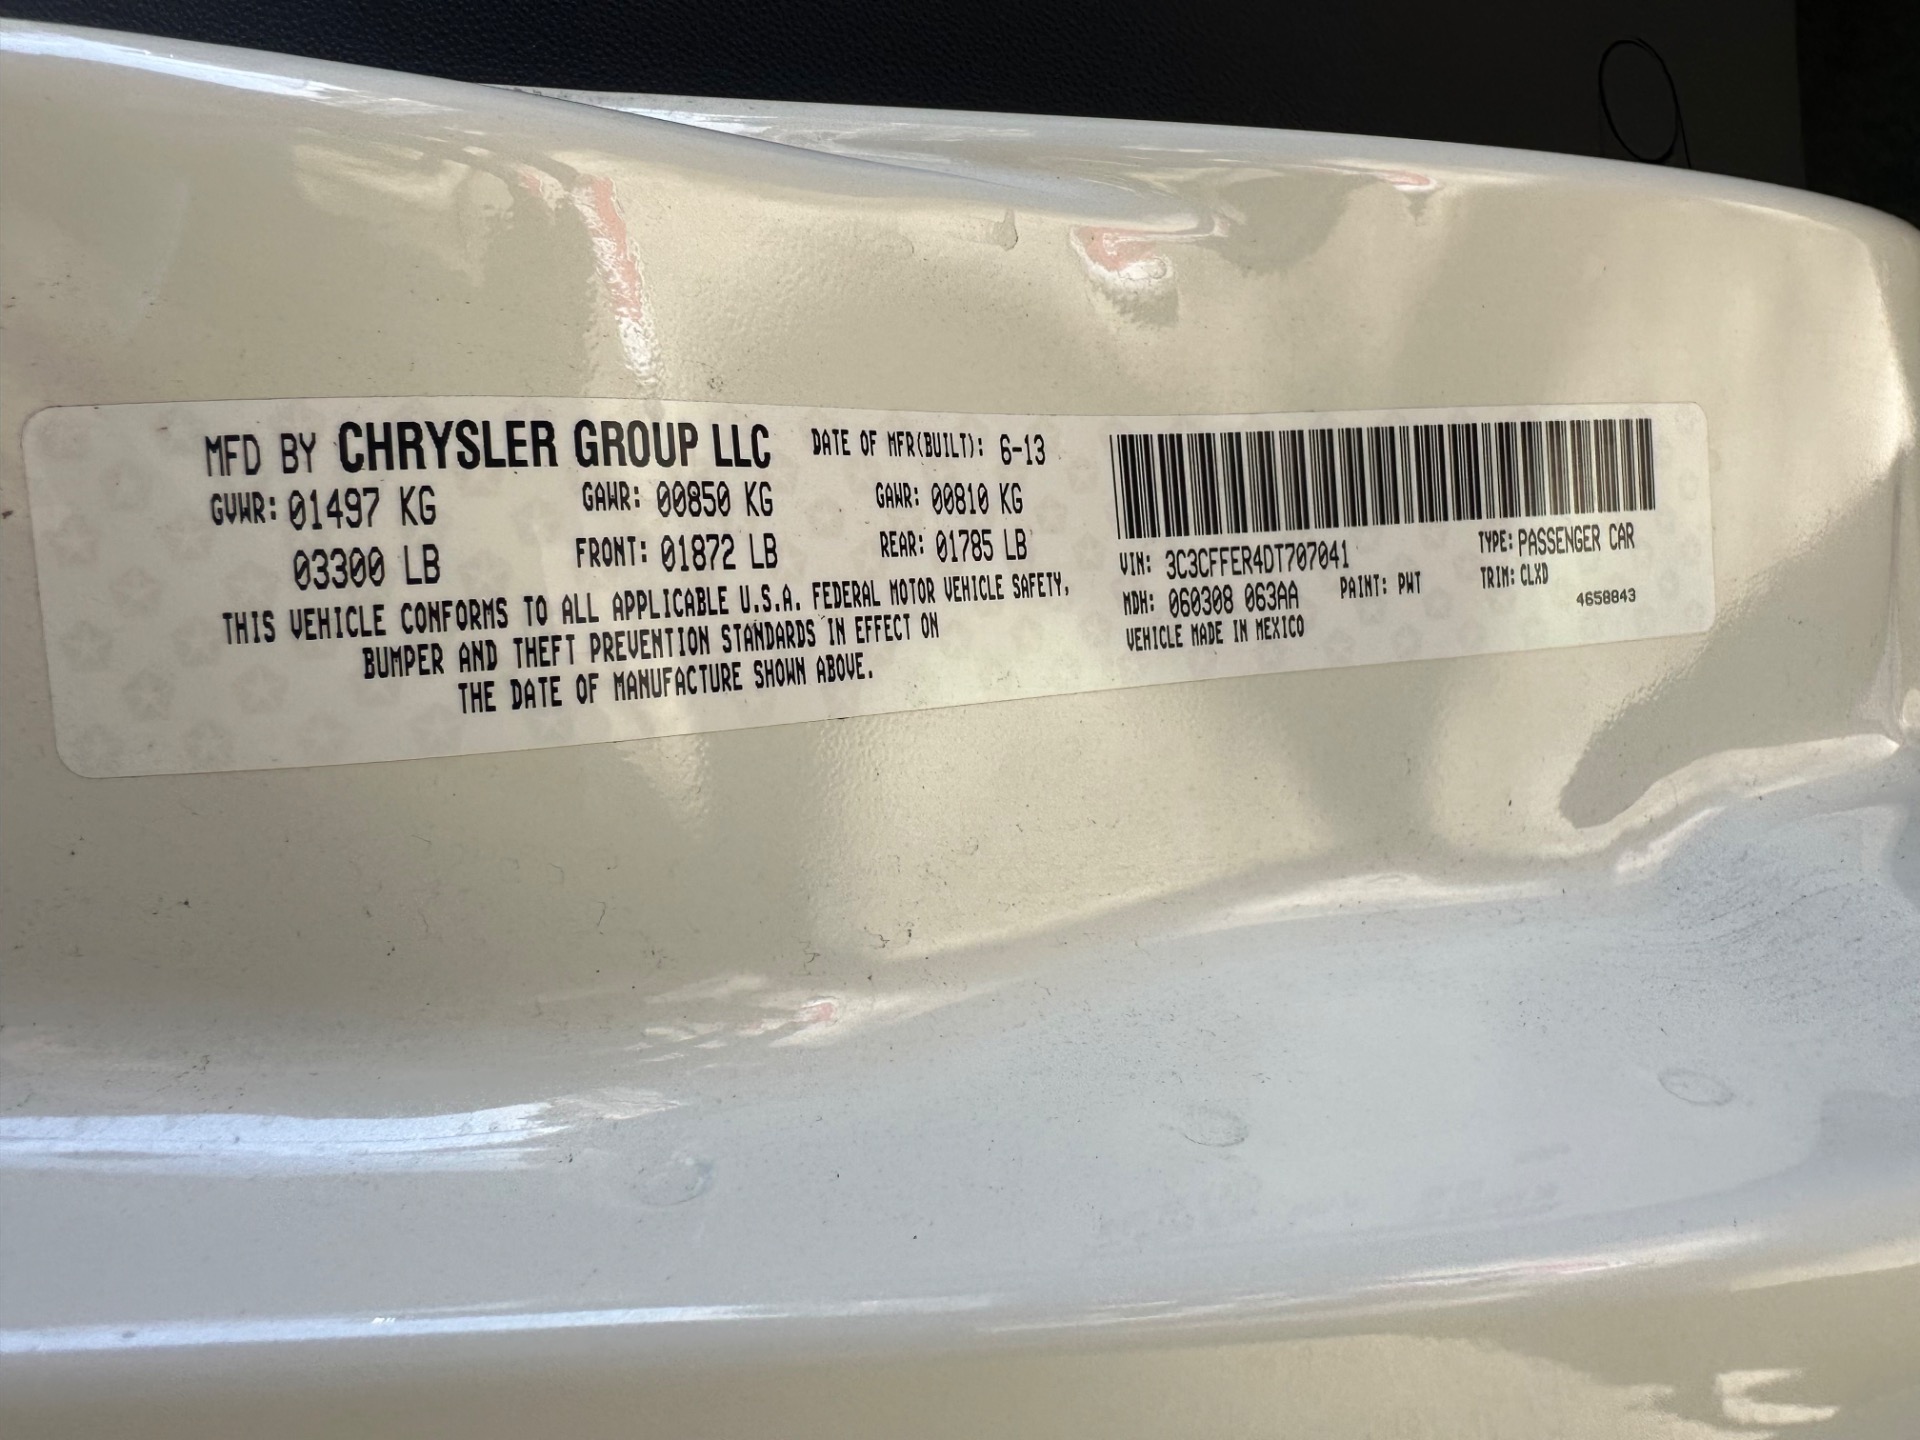 MFD BY CHRYSLER GROUP LLC DATE OF MFR(BUILT): 6-13
GVWR: 01497 KG GAWR: 00850 KG GAWR: 00810 KG
03300 LB FRONT: 01872 LB REAR: 01785 LB
THIS VEHICLE CONFORMS TO ALL APPLICABLE U.S.A. FEDERAL MOTOR VEHICLE SAFETY,
BUMPER AND THEFT PREVENTION STANDARDS IN EFFECT ON
THE DATE OF MANUFACTURE SHOWN ABOVE.
VIN: 3C3CFFER4DT707041 TYPE: PASSENGER CAR
MDH: 060308 063AA PAINT: PWT TRIM: CLXD
VEHICLE MADE IN MEXICO 4658843